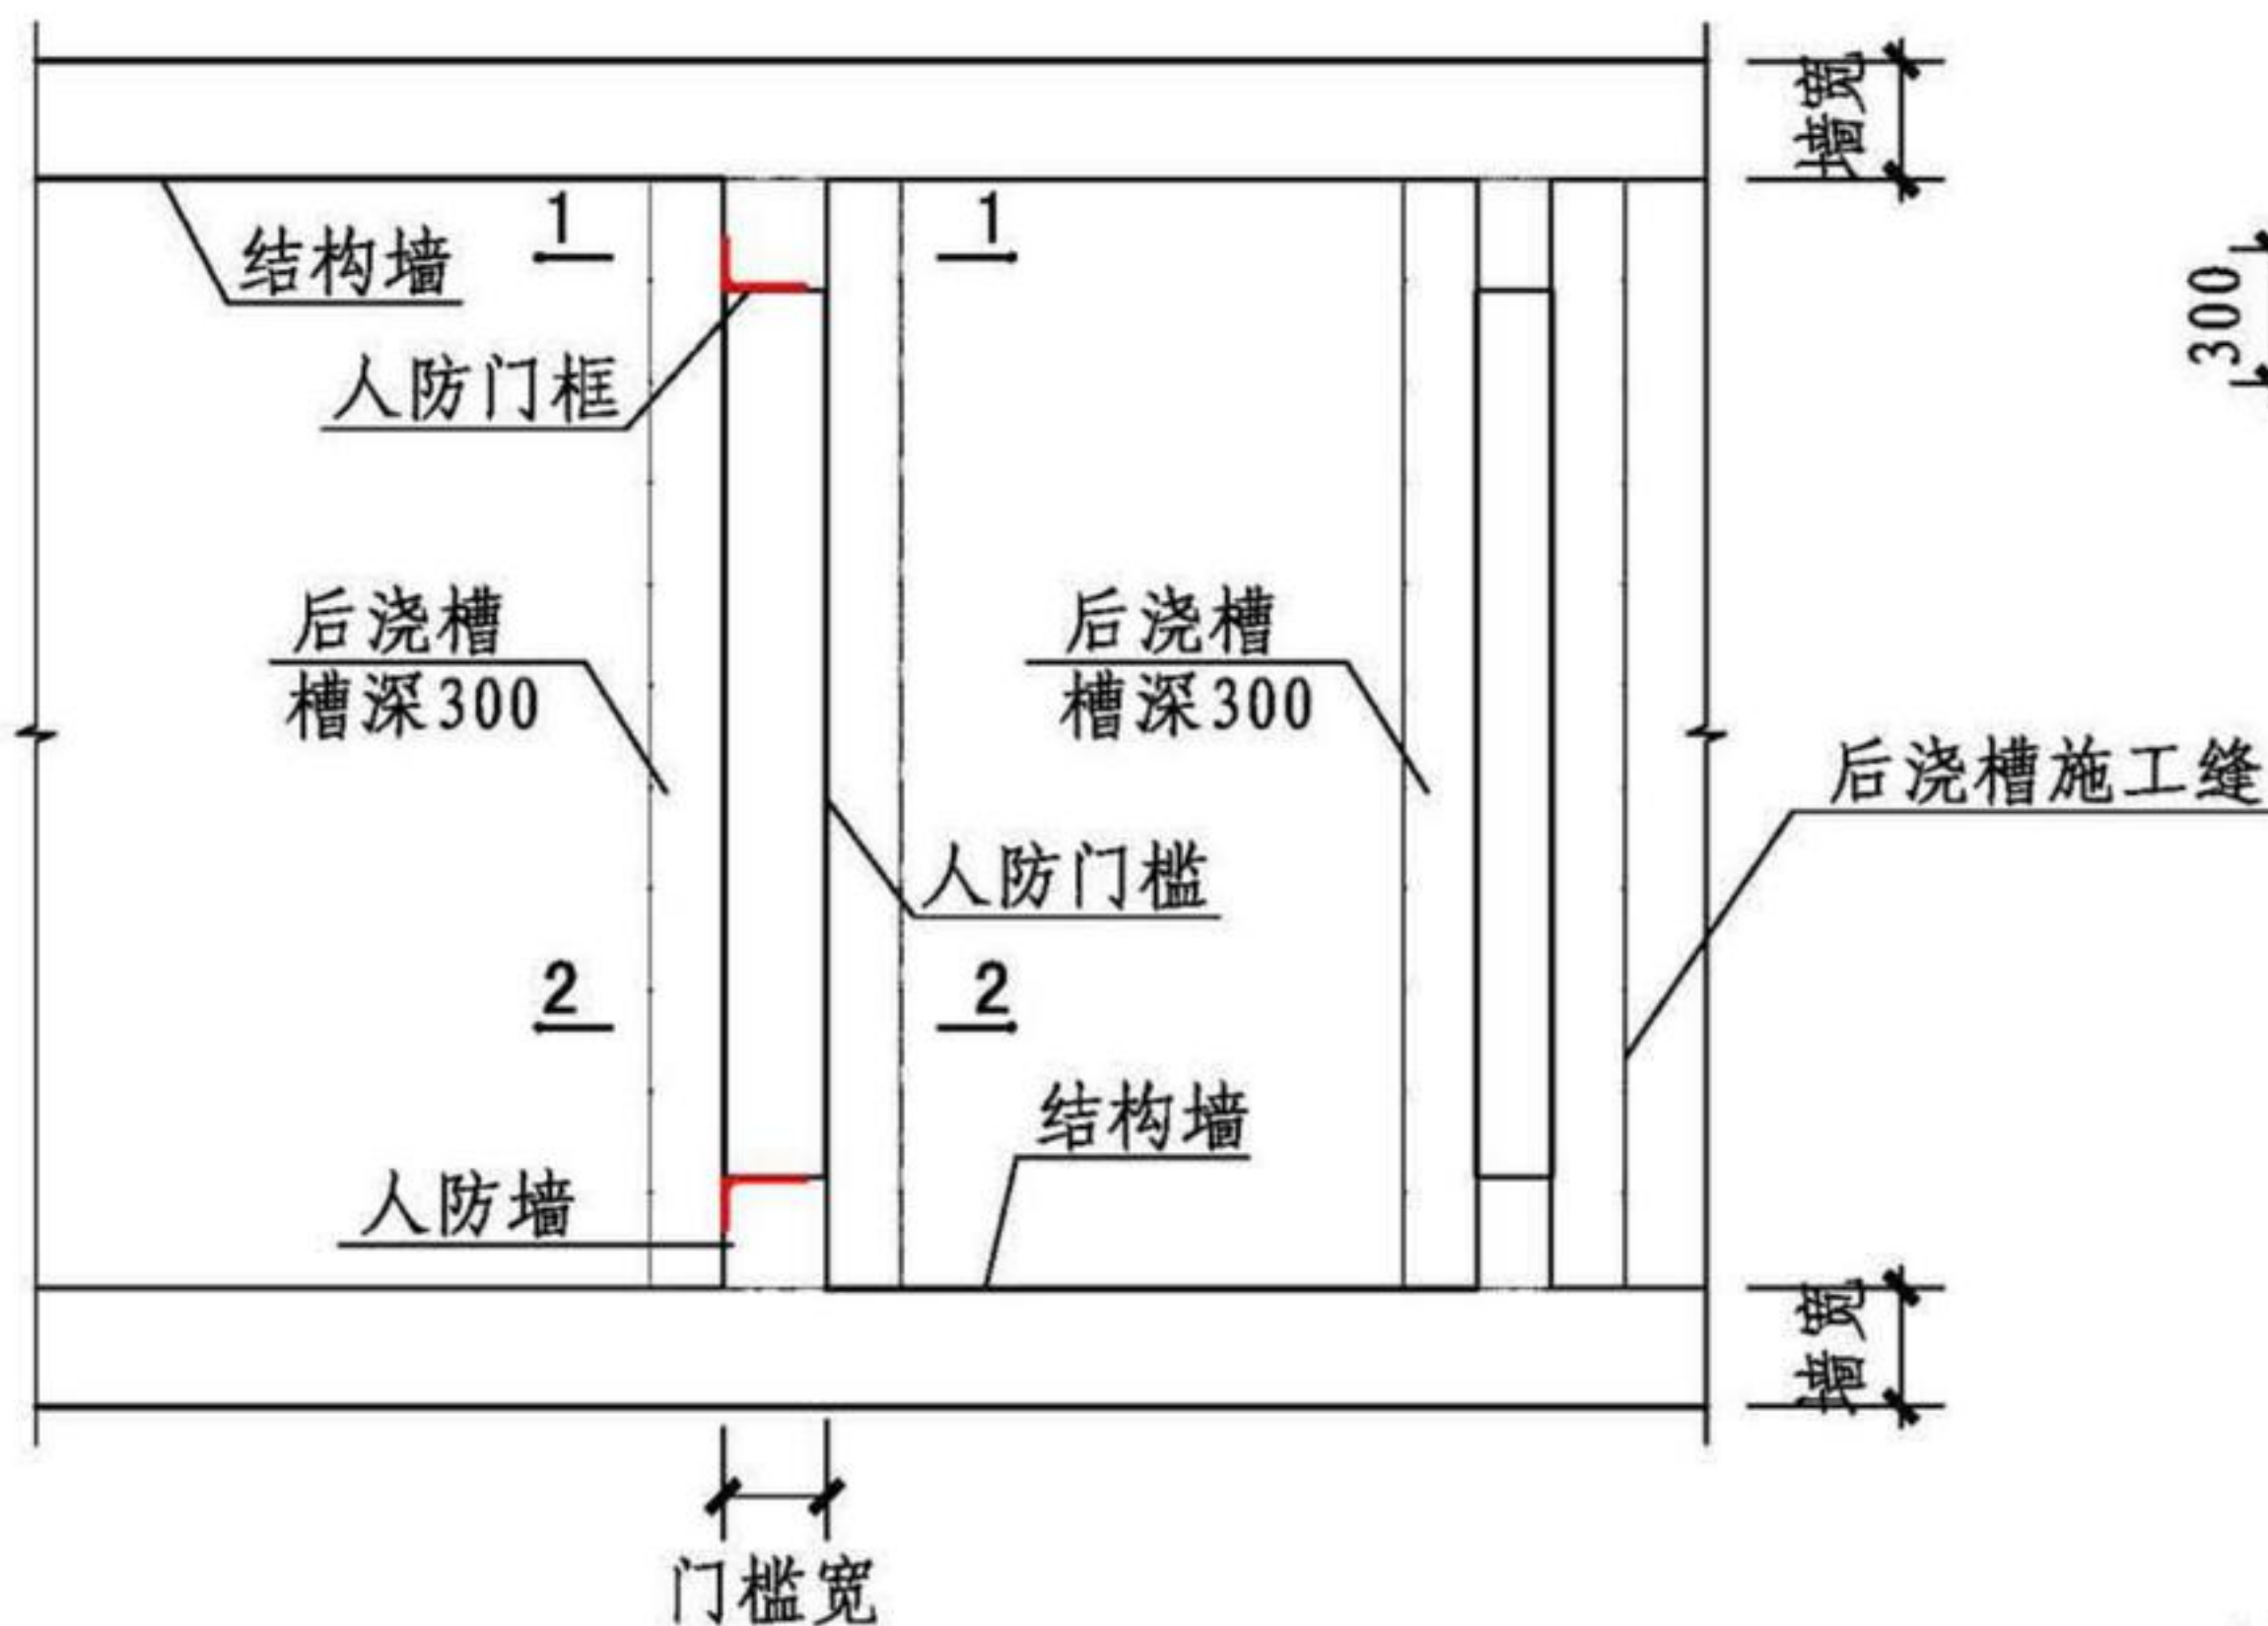 墙宽
1
1
结构墙
300
人防门框
后浇槽
槽深300
后浇槽
槽深300
后浇槽施工缝
人防门槛
2
2
结构墙
人防墙
墙宽
门槛宽